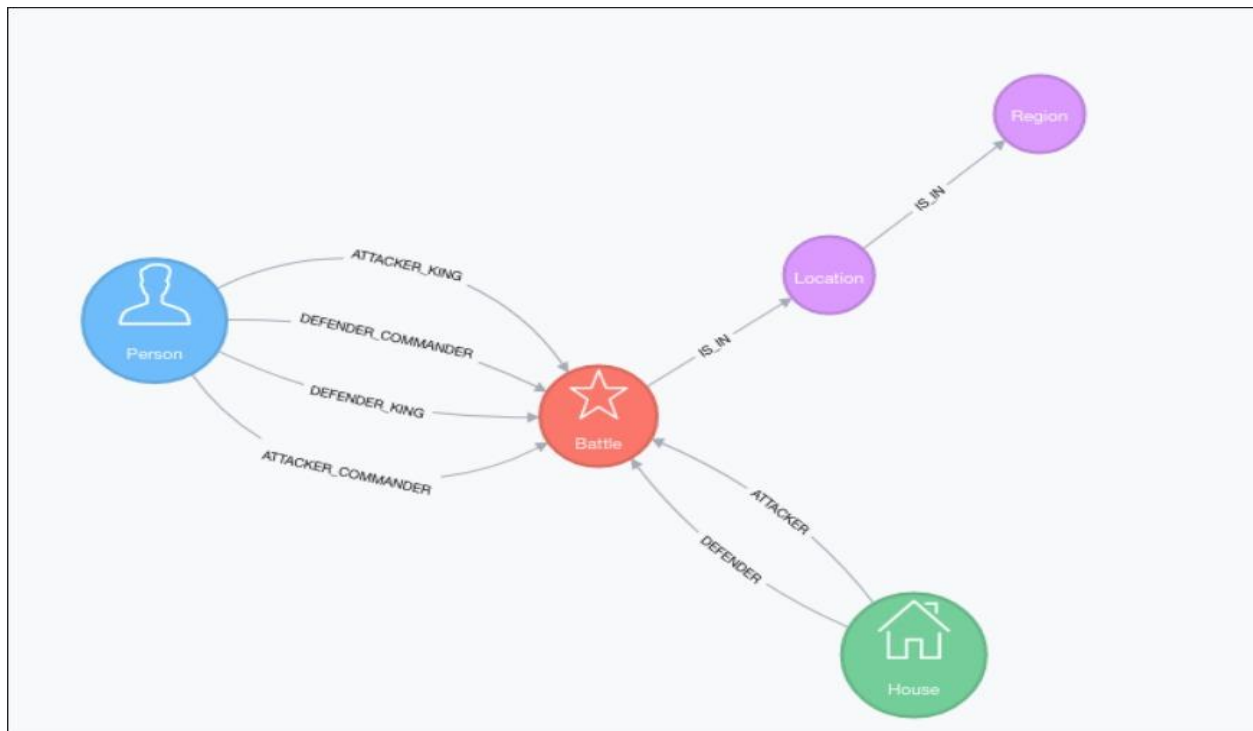 Region
IS_IN
Location
IS_IN
ATTACKER_KING
DEFENDER_COMMANDER
DEFENDER_KING
ATTACKER_COMMANDER
Person
Battle
ATTACKER
DEFENDER
House